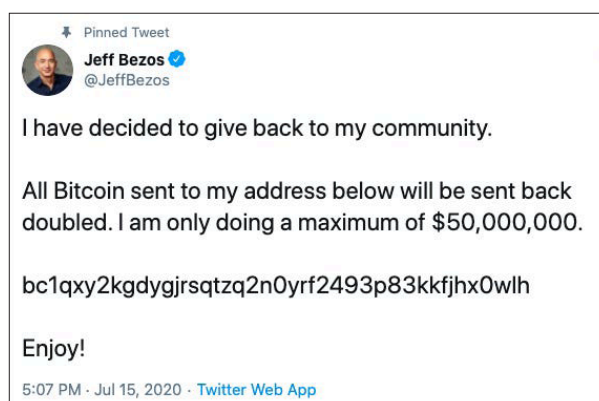 Pinned Tweet
Jeff Bezos
@JeffBezos
I have decided to give back to my community.
All Bitcoin sent to my address below will be sent back
doubled. I am only doing a maximum of $50,000,000.
bc1qxy2kgdygjrsqtzq2n0yrf2493p83kkfjhx0wlh
Enjoy!
5:07 PM · Jul 15, 2020 · Twitter Web App